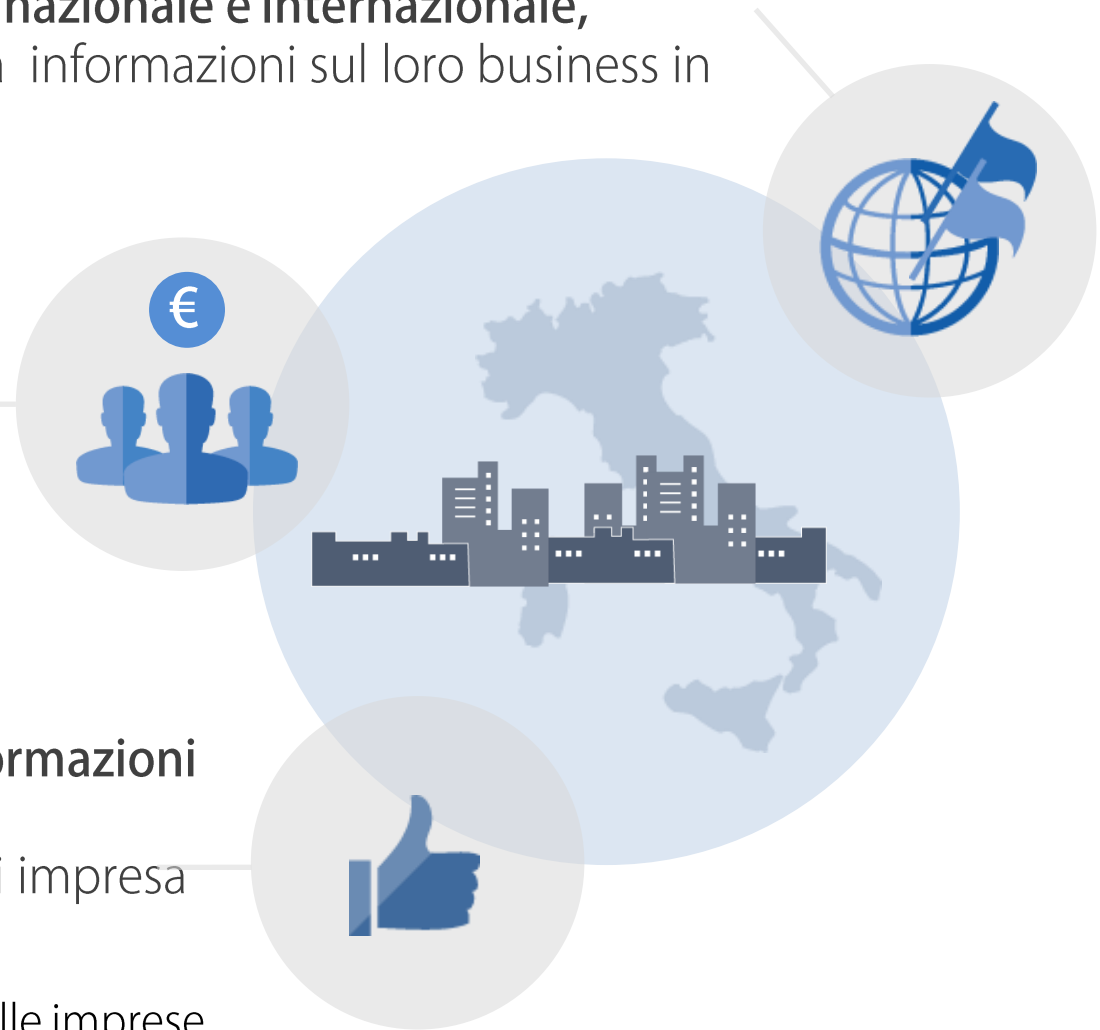 nazionale e internazionale,
informazioni sul loro business in
€
ormazioni
i impresa
lle imprese